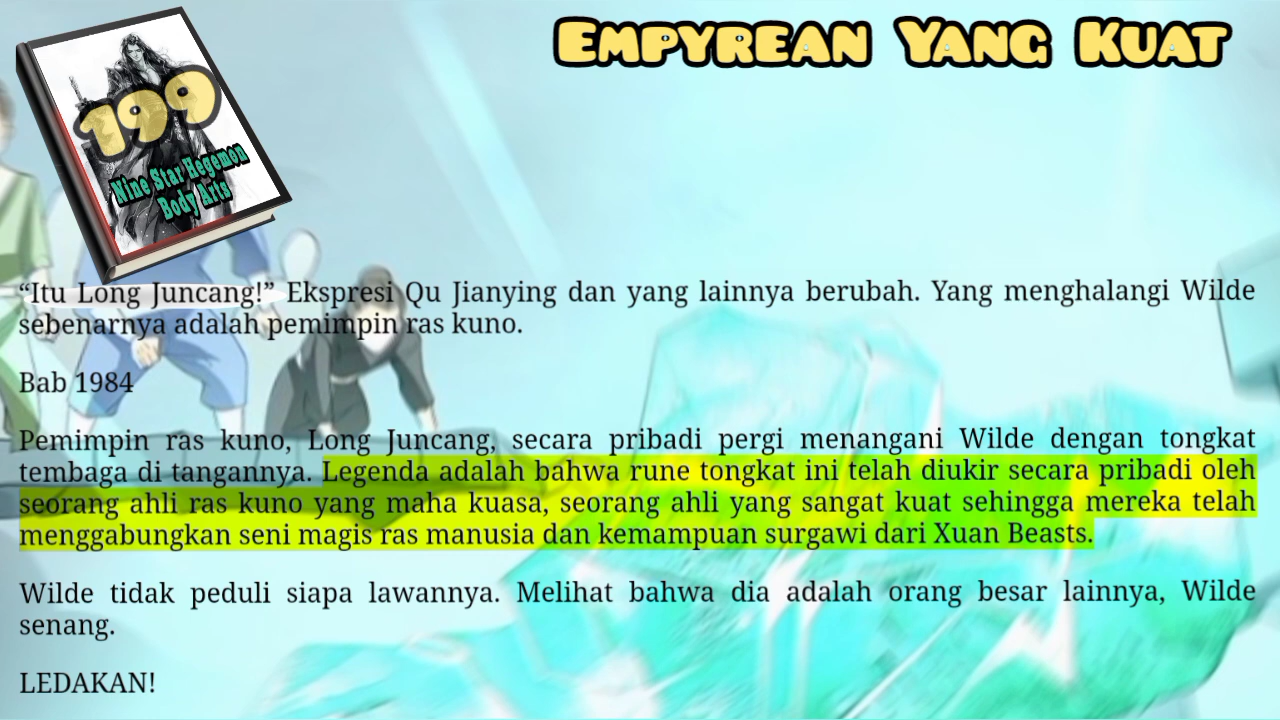 Empyrean Yang Kuat
199
Nine Star Hegemon
Body Arts
“Itu Long Juncang!” Ekspresi Qu Jianying dan yang lainnya berubah. Yang menghalangi Wilde
sebenarnya adalah pemimpin ras kuno.
Bab 1984
Pemimpin ras kuno, Long Juncang, secara pribadi pergi menangani Wilde dengan tongkat
tembaga di tangannya. Legenda adalah bahwa rune tongkat ini telah diukir secara pribadi oleh
seorang ahli ras kuno yang maha kuasa, seorang ahli yang sangat kuat sehingga mereka telah
menggabungkan seni magis ras manusia dan kemampuan surgawi dari Xuan Beasts.
Wilde tidak peduli siapa lawannya. Melihat bahwa dia adalah orang besar lainnya, Wilde
senang.
LEDAKAN!